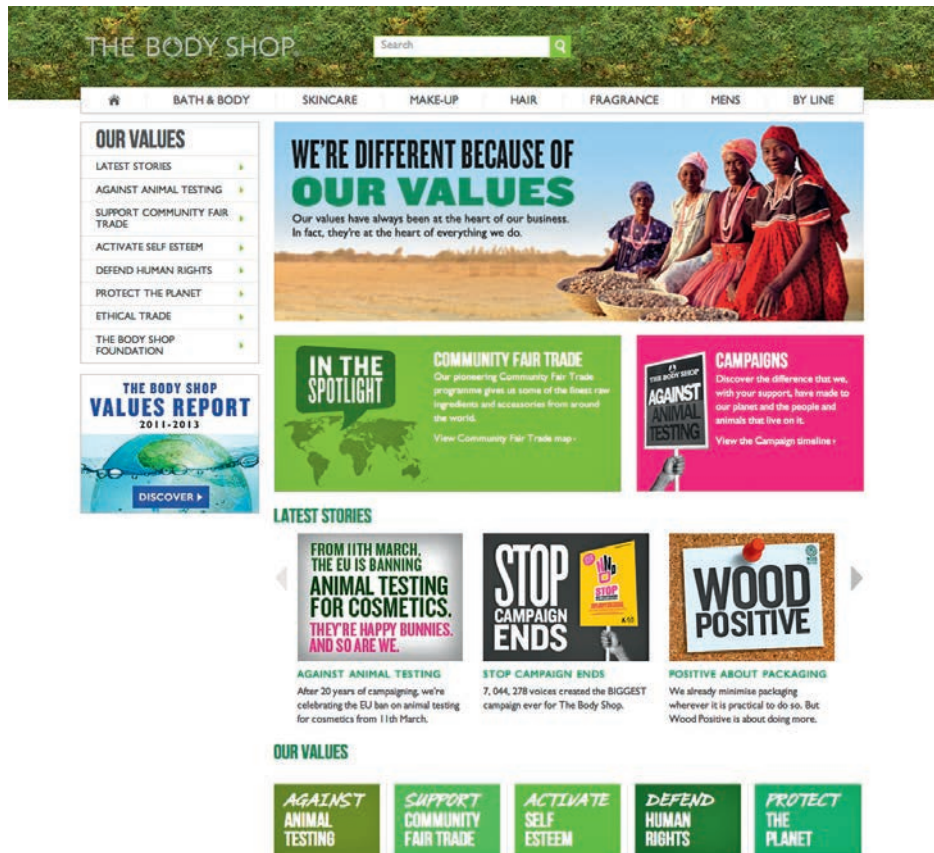 THE BODY SHOP
Search
BATH & BODY SKINCARE MAKE-UP HAIR FRAGRANCE MENS BY LINE
OUR VALUES
LATEST STORIES
AGAINST ANIMAL TESTING
SUPPORT COMMUNITY FAIR
TRADE
ACTIVATE SELF ESTEEM
DEFEND HUMAN RIGHTS
PROTECT THE PLANET
ETHICAL TRADE
THE BODY SHOP
FOUNDATION
THE BODY SHOP
VALUES REPORT
2011-2013
DISCOVER
WE'RE DIFFERENT BECAUSE OF
OUR VALUES
Our values have always been at the heart of our business.
In fact, they're at the heart of everything we do.
IN THE
SPOTLIGHT
COMMUNITY FAIR TRADE
Our pioneering Community Fair Trade
programme gives us some of the finest raw
ingredients and accessories from around
the world.
View Community Fair Trade map ›
THE BODY SHOP
AGAINST
ANIMAL
TESTING
CAMPAIGNS
Discover the difference that we,
with your support, have made to
our planet and the people and
animals that live on it.
View the Campaign timeline ›
LATEST STORIES
FROM 11TH MARCH,
THE EU IS BANNING
ANIMAL TESTING
FOR COSMETICS.
THEY'RE HAPPY BUNNIES.
AND SO ARE WE.
AGAINST ANIMAL TESTING
After 20 years of campaigning, we're
celebrating the EU ban on animal testing
for cosmetics from 11th March.
STOP
CAMPAIGN
ENDS
STOP
STOP CAMPAIGN ENDS
7, 044, 278 voices created the BIGGEST
campaign ever for The Body Shop.
WOOD
POSITIVE
POSITIVE ABOUT PACKAGING
We already minimise packaging
wherever it is practical to do so. But
Wood Positive is about doing more.
OUR VALUES
AGAINST
ANIMAL
TESTING
SUPPORT
COMMUNITY
FAIR TRADE
ACTIVATE
SELF
ESTEEM
DEFEND
HUMAN
RIGHTS
PROTECT
THE
PLANET